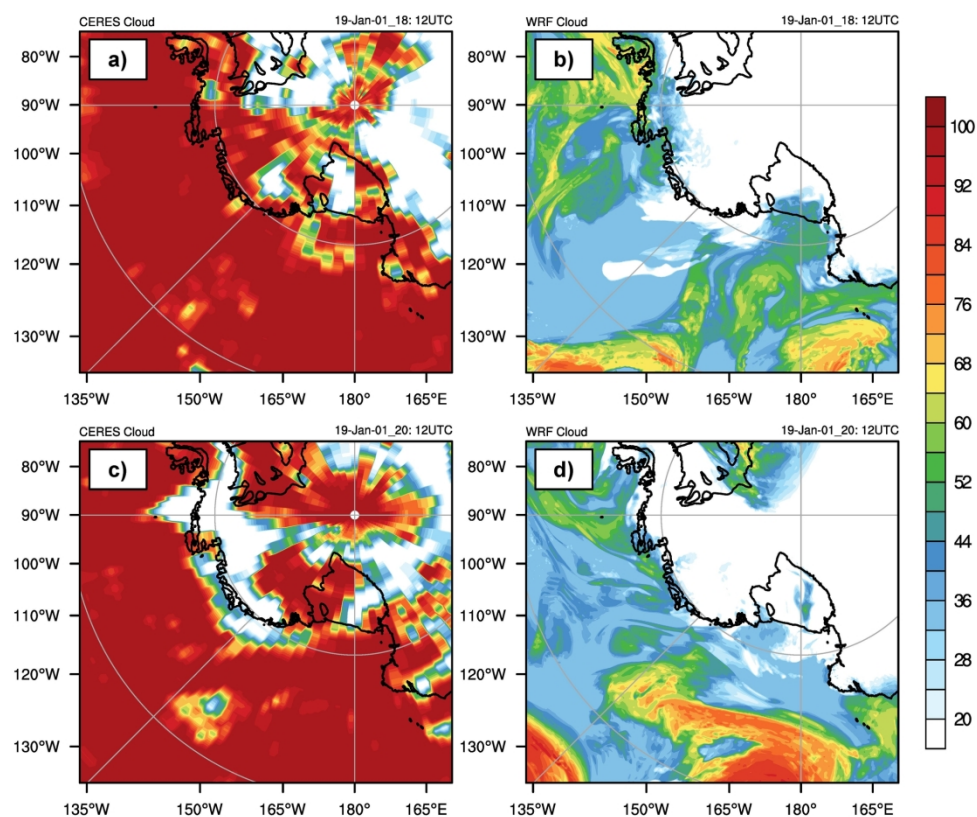 CERES Cloud 19-Jan-01_18: 12UTC
a)
80°W
90°W
100°W
110°W
120°W
130°W
135°W 150°W 165°W 180° 165°E
WRF Cloud 19-Jan-01_18: 12UTC
b)
80°W
90°W
100°W
110°W
120°W
130°W
135°W 150°W 165°W 180° 165°E
CERES Cloud 19-Jan-01_20: 12UTC
c)
80°W
90°W
100°W
110°W
120°W
130°W
135°W 150°W 165°W 180° 165°E
WRF Cloud 19-Jan-01_20: 12UTC
d)
80°W
90°W
100°W
110°W
120°W
130°W
135°W 150°W 165°W 180° 165°E
100
92
84
76
68
60
52
44
36
28
20